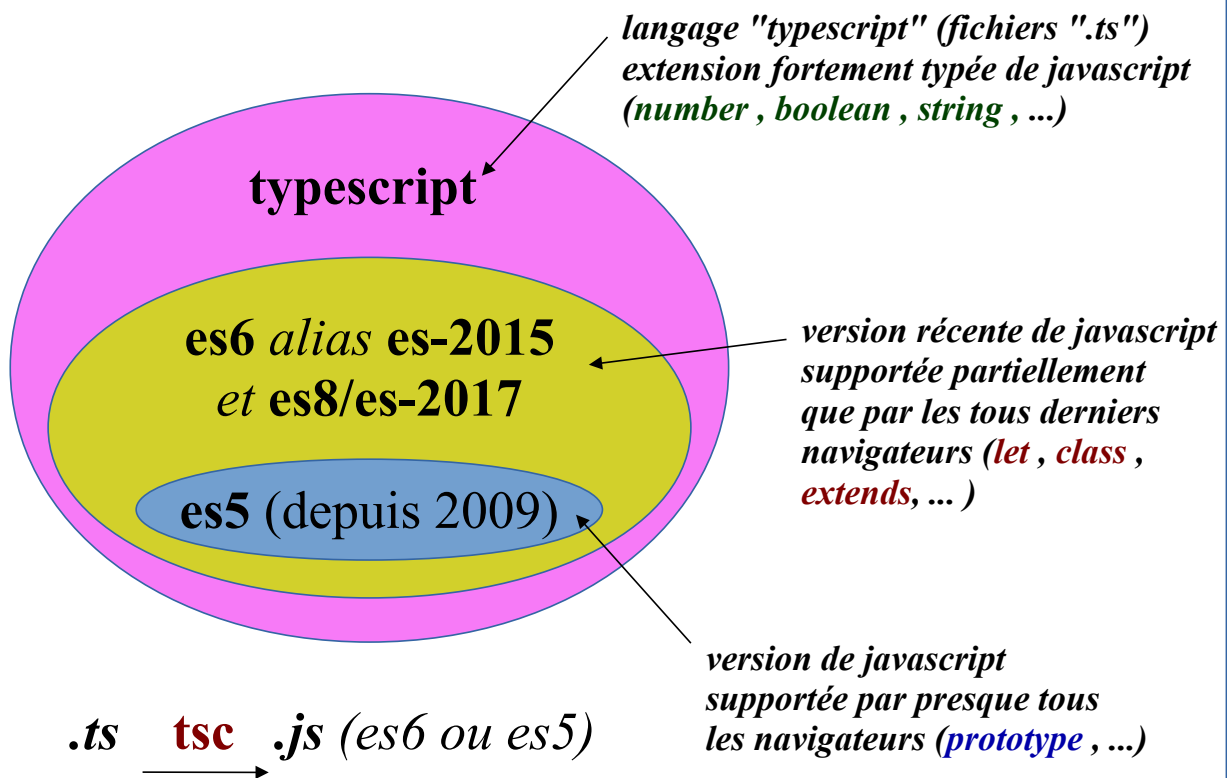 langage "typescript" (fichiers ".ts")
extension fortement typée de javascript
(number , boolean , string , ...)
typescript
es6 alias es-2015
et es8/es-2017
version récente de javascript
supportée partiellement
que par les tous derniers
navigateurs (let , class ,
extends, ... )
es5 (depuis 2009)
version de javascript
supportée par presque tous
les navigateurs (prototype , ...)
.ts tsc .js (es6 ou es5)